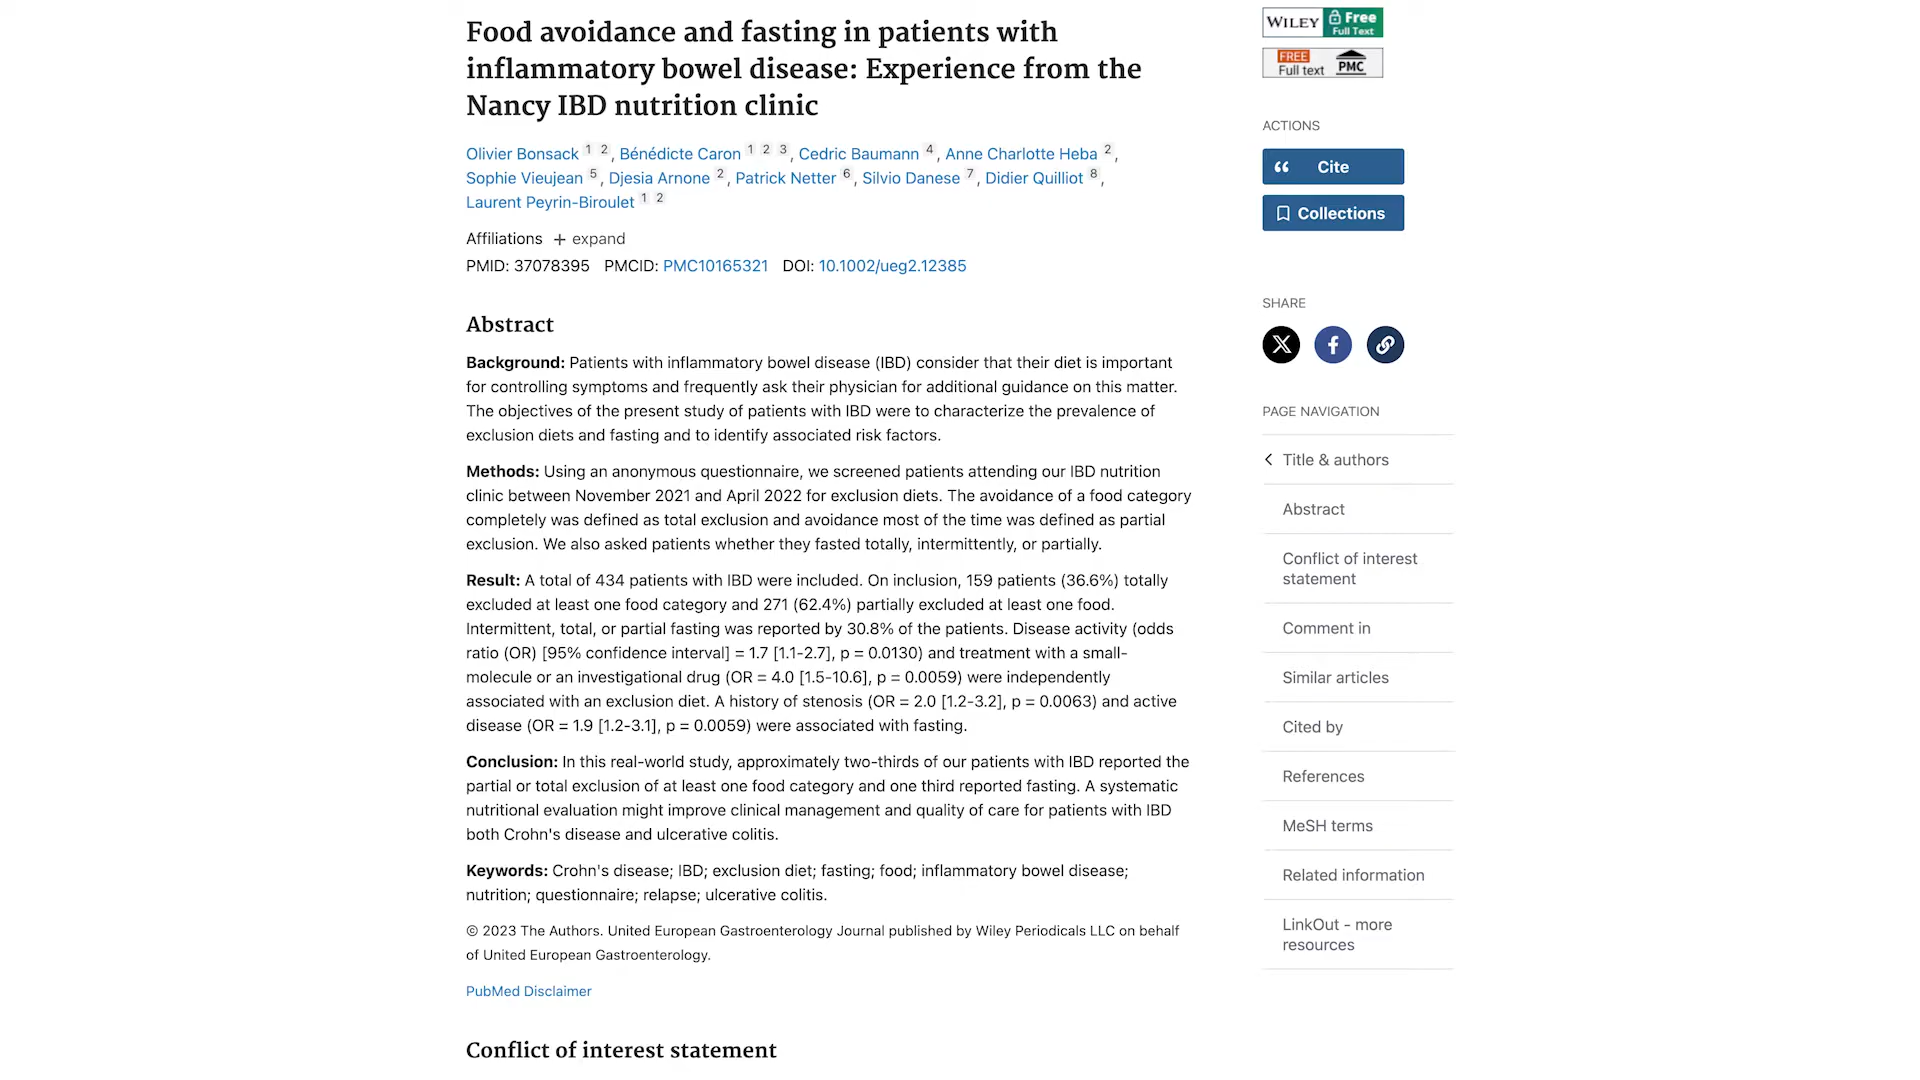 Food avoidance and fasting in patients with
inflammatory bowel disease: Experience from the
Nancy IBD nutrition clinic
Olivier Bonsack 1 2, Bénédicte Caron 1 2 3, Cedric Baumann 4, Anne Charlotte Heba 2,
Sophie Vieujean 5, Djesia Arnone 2, Patrick Netter 6, Silvio Danese 7, Didier Quilliot 8,
Laurent Peyrin-Biroulet 1 2
Affiliations + expand
PMID: 37078395 PMCID: PMC10165321 DOI: 10.1002/ueg2.12385
Abstract
Background: Patients with inflammatory bowel disease (IBD) consider that their diet is important
for controlling symptoms and frequently ask their physician for additional guidance on this matter.
The objectives of the present study of patients with IBD were to characterize the prevalence of
exclusion diets and fasting and to identify associated risk factors.
Methods: Using an anonymous questionnaire, we screened patients attending our IBD nutrition
clinic between November 2021 and April 2022 for exclusion diets. The avoidance of a food category
completely was defined as total exclusion and avoidance most of the time was defined as partial
exclusion. We also asked patients whether they fasted totally, intermittently, or partially.
Result: A total of 434 patients with IBD were included. On inclusion, 159 patients (36.6%) totally
excluded at least one food category and 271 (62.4%) partially excluded at least one food.
Intermittent, total, or partial fasting was reported by 30.8% of the patients. Disease activity (odds
ratio (OR) [95% confidence interval] = 1.7 [1.1-2.7], p = 0.0130) and treatment with a small-
molecule or an investigational drug (OR = 4.0 [1.5-10.6], p = 0.0059) were independently
associated with an exclusion diet. A history of stenosis (OR = 2.0 [1.2-3.2], p = 0.0063) and active
disease (OR = 1.9 [1.2-3.1], p = 0.0059) were associated with fasting.
Conclusion: In this real-world study, approximately two-thirds of our patients with IBD reported the
partial or total exclusion of at least one food category and one third reported fasting. A systematic
nutritional evaluation might improve clinical management and quality of care for patients with IBD
both Crohn's disease and ulcerative colitis.
Keywords: Crohn's disease; IBD; exclusion diet; fasting; food; inflammatory bowel disease;
nutrition; questionnaire; relapse; ulcerative colitis.
© 2023 The Authors. United European Gastroenterology Journal published by Wiley Periodicals LLC on behalf
of United European Gastroenterology.
PubMed Disclaimer
Conflict of interest statement
WILEY Free
Full Text
FREE
Full text PMC
ACTIONS
Cite
Collections
SHARE
PAGE NAVIGATION
Title & authors
Abstract
Conflict of interest
statement
Comment in
Similar articles
Cited by
References
MeSH terms
Related information
LinkOut - more
resources